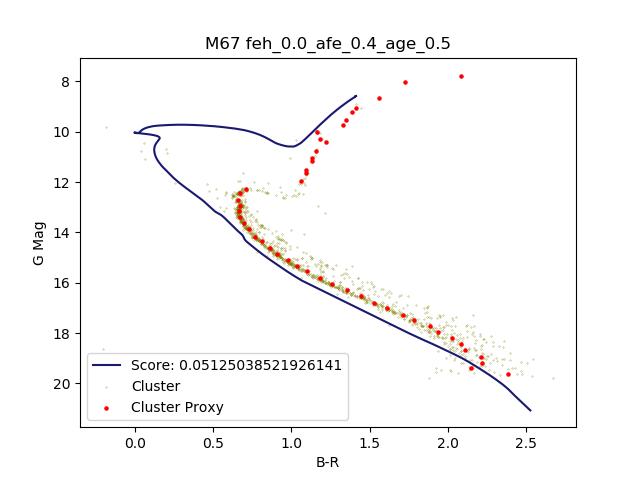 M67 feh_0.0_afe_0.4_age_0.5
8
10
12
14
16
18
20
G Mag
Score: 0.05125038521926141
Cluster
Cluster Proxy
0.0 0.5 1.0 1.5 2.0 2.5
B-R